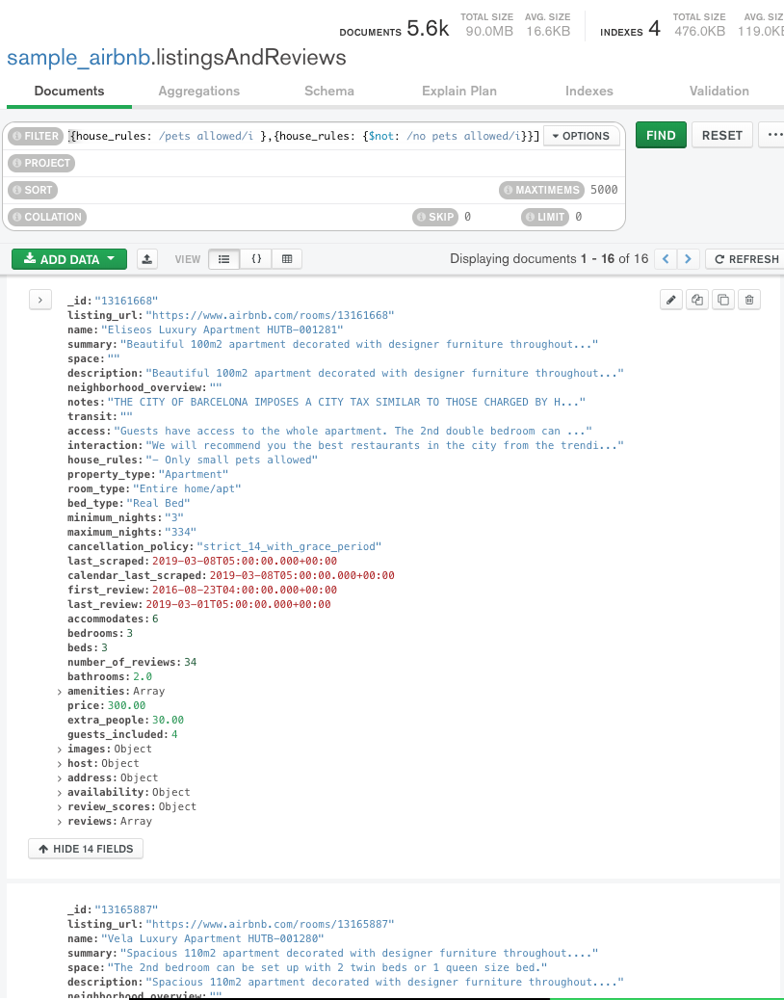 DOCUMENTS 5.6k TOTAL SIZE 90.0MB AVG. SIZE 16.6KB INDEXES 4 TOTAL SIZE 476.0KB AVG. SIZ 119.0KB
sample_airbnb.listingsAndReviews
Documents Aggregations Schema Explain Plan Indexes Validation
FILTER {house_rules: /pets allowed/i },{house_rules: {$not: /no pets allowed/i}}] OPTIONS FIND RESET ...
PROJECT
SORT MAXTIMEMS 5000
COLLATION SKIP 0 LIMIT 0
ADD DATA VIEW {} Displaying documents 1 - 16 of 16 < > REFRESH
_id:"13161668"
listing_url:"https://www.airbnb.com/rooms/13161668"
name:"Eliseos Luxury Apartment HUTB-001281"
summary:"Beautiful 100m2 apartment decorated with designer furniture throughout..."
space:""
description:"Beautiful 100m2 apartment decorated with designer furniture throughout..."
neighborhood_overview:""
notes:"THE CITY OF BARCELONA IMPOSES A CITY TAX SIMILAR TO THOSE CHARGED BY H..."
transit:""
access:"Guests have access to the whole apartment. The 2nd double bedroom can ..."
interaction:"We will recommend you the best restaurants in the city from the trendi..."
house_rules:"- Only small pets allowed"
property_type:"Apartment"
room_type:"Entire home/apt"
bed_type:"Real Bed"
minimum_nights:"3"
maximum_nights:"334"
cancellation_policy:"strict_14_with_grace_period"
last_scraped:2019-03-08T05:00:00.000+00:00
calendar_last_scraped:2019-03-08T05:00:00.000+00:00
first_review:2016-08-23T04:00:00.000+00:00
last_review:2019-03-01T05:00:00.000+00:00
accommodates:6
bedrooms:3
beds:3
number_of_reviews:34
bathrooms:2.0
> amenities:Array
price:300.00
extra_people:30.00
guests_included:4
> images:Object
> host:Object
> address:Object
> availability:Object
> review_scores:Object
> reviews:Array
HIDE 14 FIELDS
_id:"13165887"
listing_url:"https://www.airbnb.com/rooms/13165887"
name:"Vela Luxury Apartment HUTB-001280"
summary:"Spacious 110m2 apartment decorated with designer furniture throughout...."
space:"The 2nd bedroom can be set up with 2 twin beds or 1 queen size bed."
description:"Spacious 110m2 apartment decorated with designer furniture throughout...."
neighborhood_overview:""